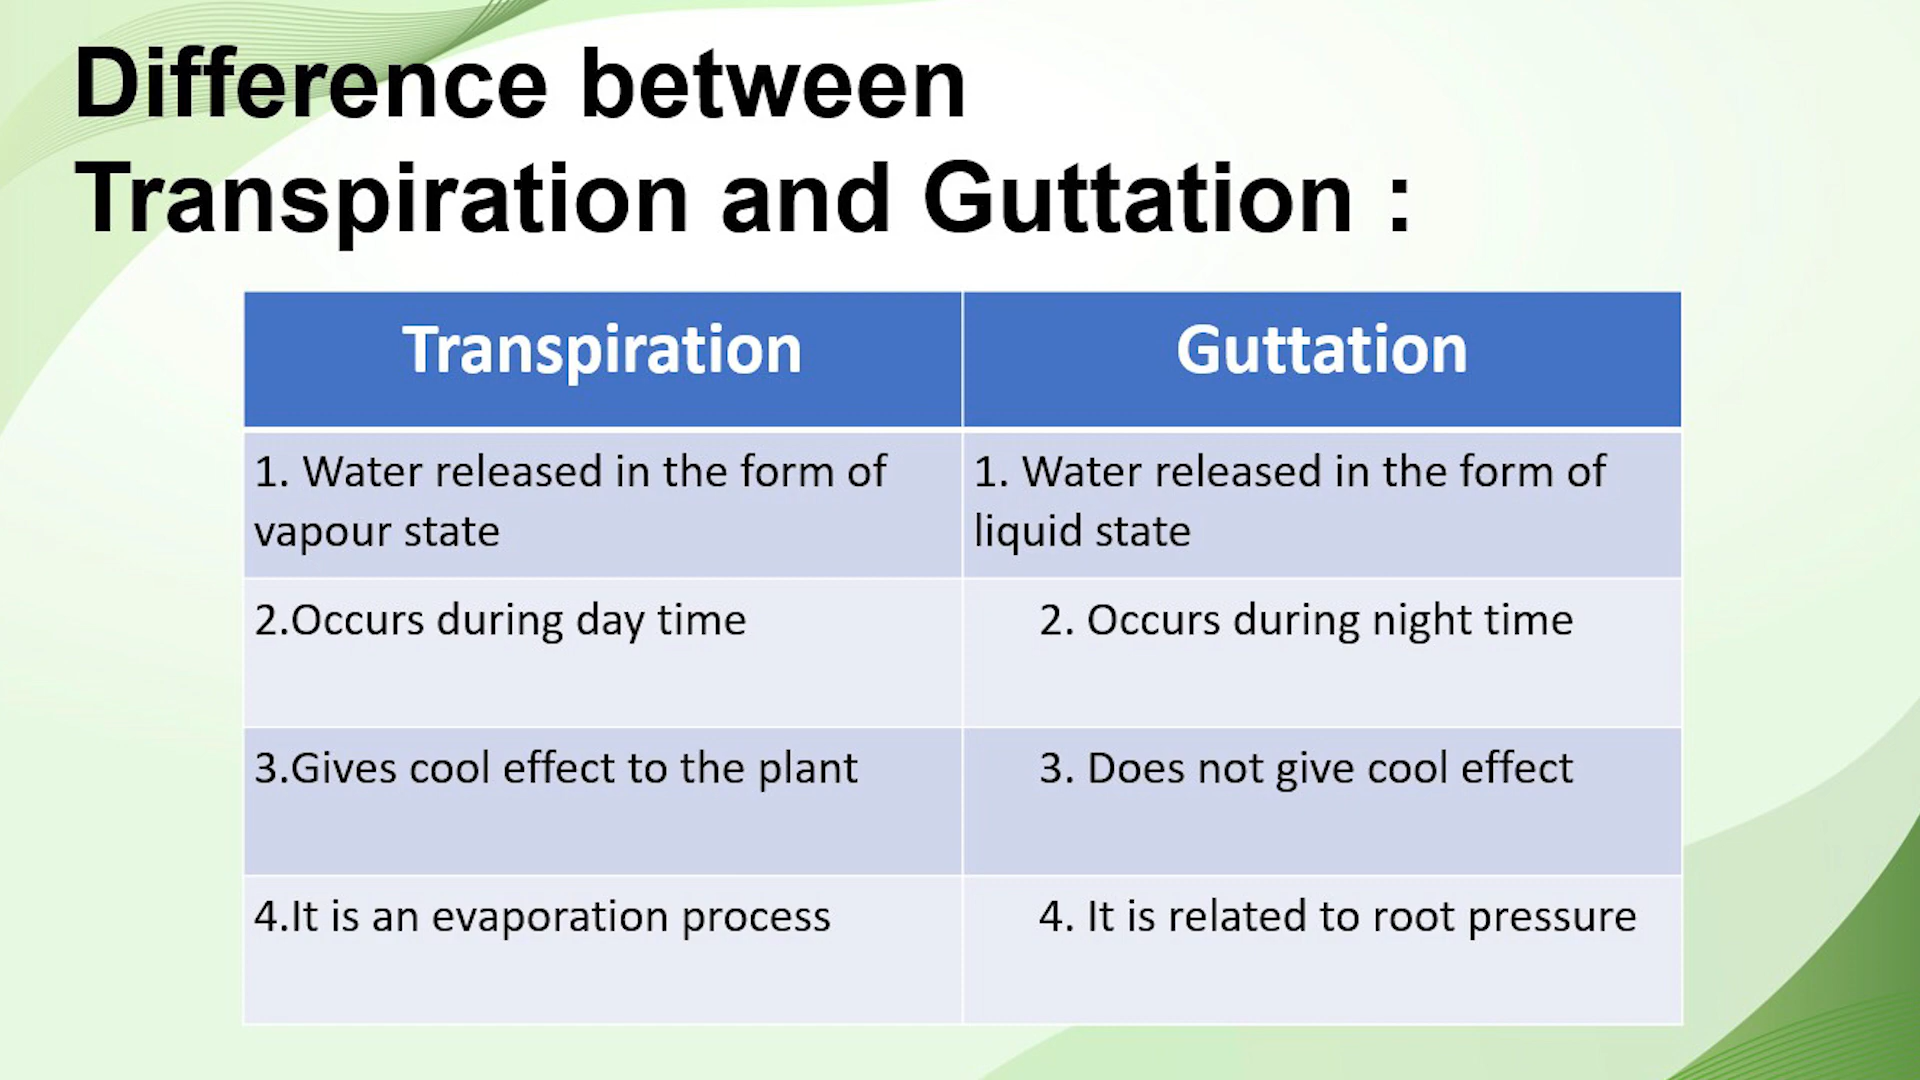 Difference between
Transpiration and Guttation :
Transpiration
Guttation
1. Water released in the form of
vapour state
1. Water released in the form of
liquid state
2.Occurs during day time
2. Occurs during night time
3.Gives cool effect to the plant
3. Does not give cool effect
4.It is an evaporation process
4. It is related to root pressure